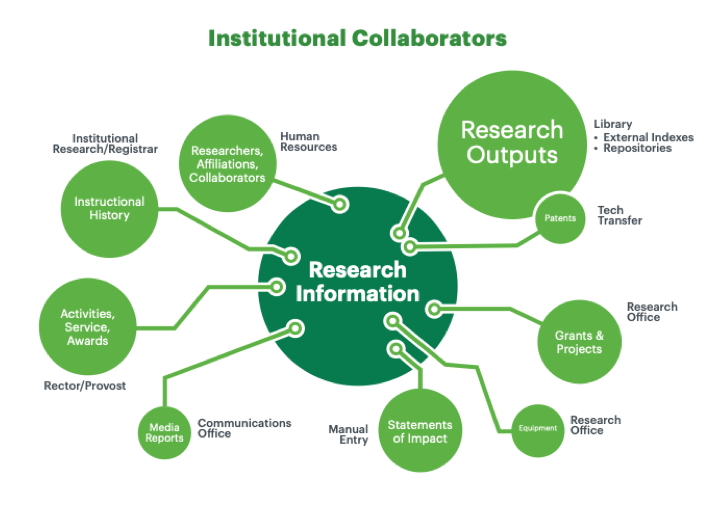 Institutional Collaborators
Institutional
Research/Registrar
Instructional
History
Researchers,
Affiliations,
Collaborators
Human
Resources
Research
Outputs
Library
• External Indexes
• Repositories
Patents
Tech
Transfer
Research
Information
Activities,
Service,
Awards
Rector/Provost
Grants &
Projects
Research
Office
Media
Reports
Communications
Office
Manual
Entry
Statements
of Impact
Equipment
Research
Office